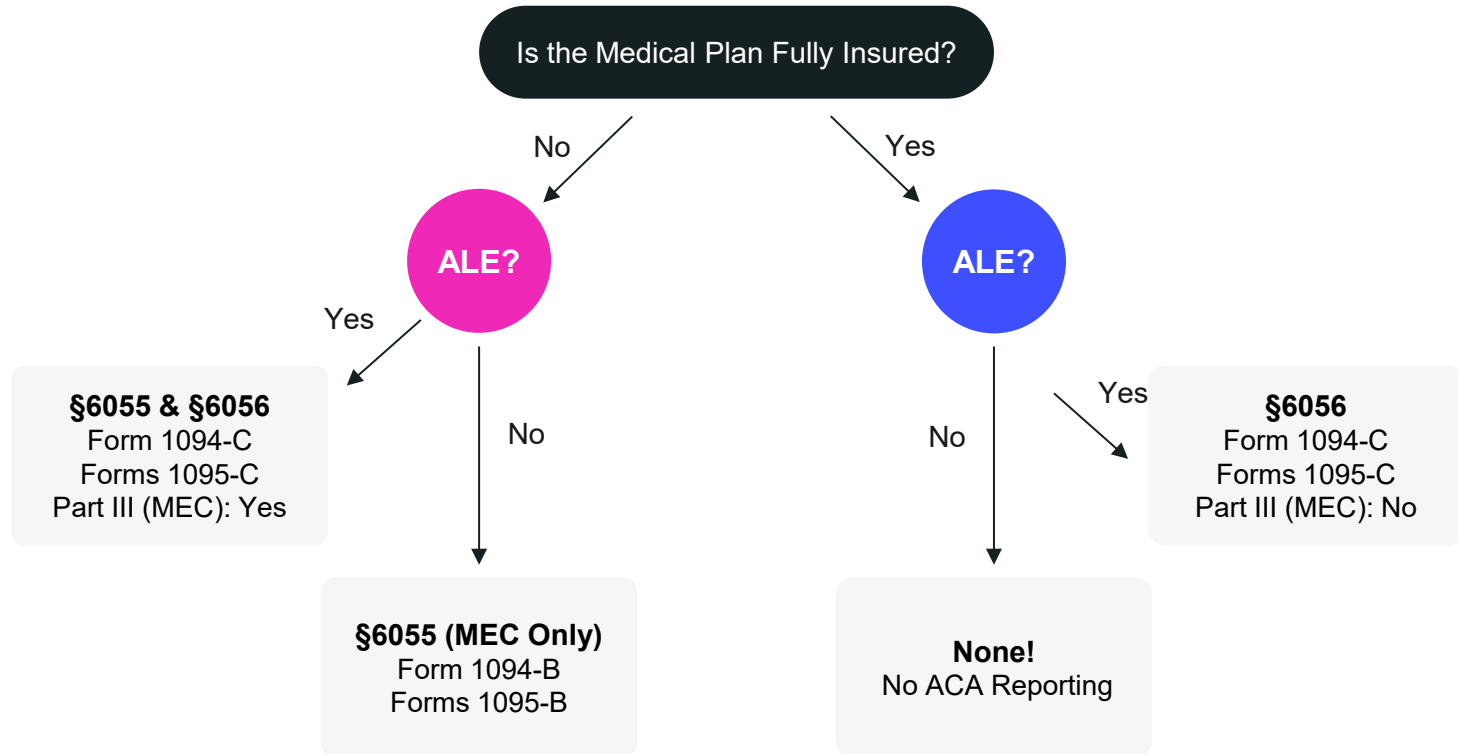 Is the Medical Plan Fully Insured?
No
Yes
ALE?
ALE?
Yes
No
No
Yes
§6055 & §6056
Form 1094-C
Forms 1095-C
Part III (MEC): Yes
§6056
Form 1094-C
Forms 1095-C
Part III (MEC): No
§6055 (MEC Only)
Form 1094-B
Forms 1095-B
None!
No ACA Reporting